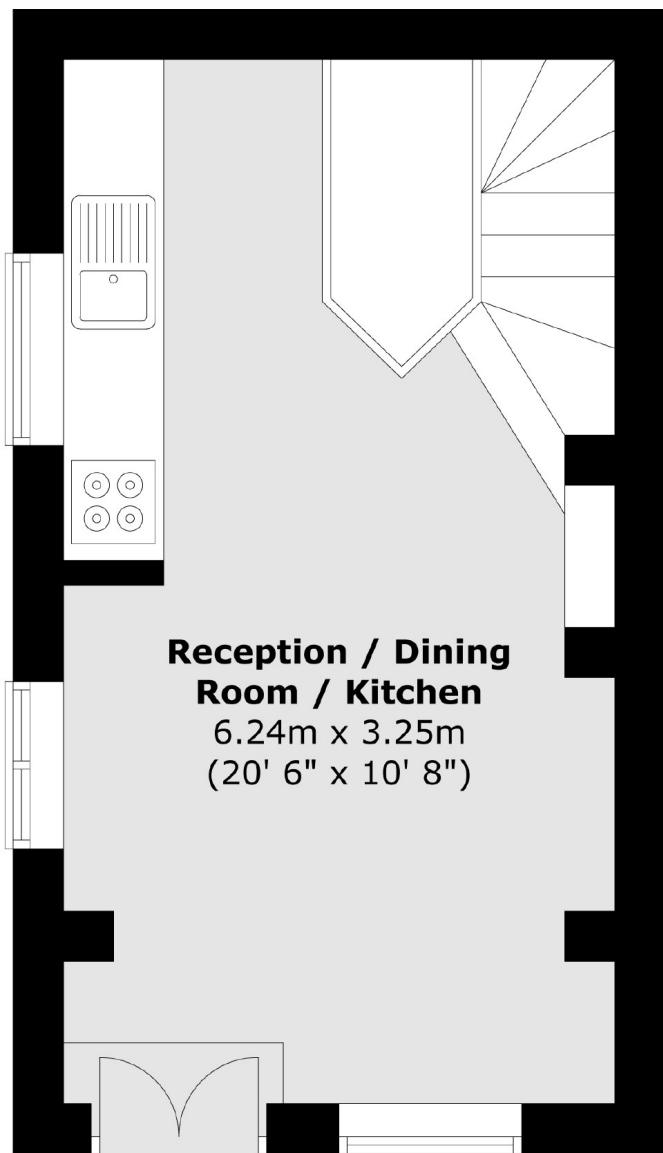 Reception / Dining
Room / Kitchen
6.24m x 3.25m
(20' 6" x 10' 8")